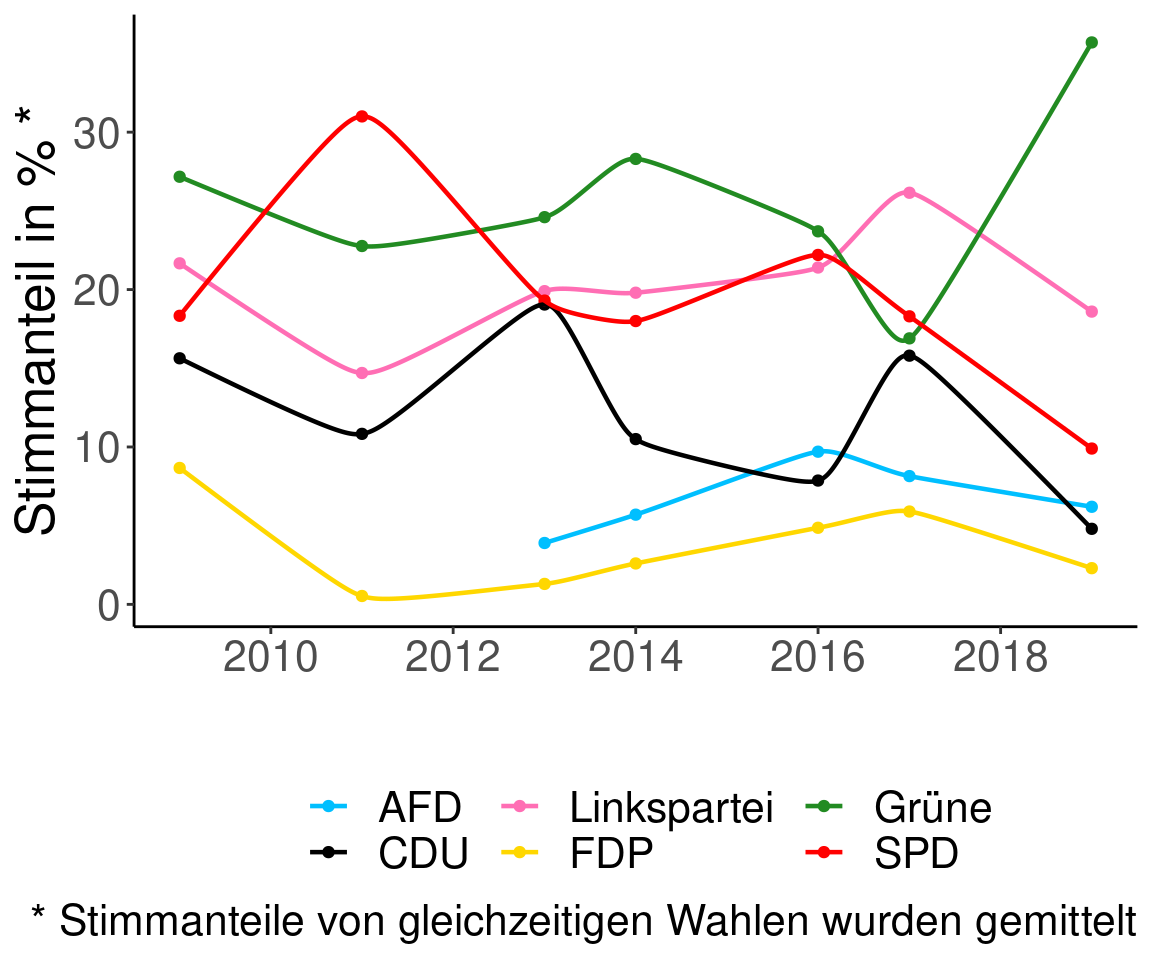 Stimmanteil in % *
30
20
10
0
2010 2012 2014 2016 2018
AFD Linkspartei Grüne
CDU FDP SPD
* Stimmanteile von gleichzeitigen Wahlen wurden gemittelt